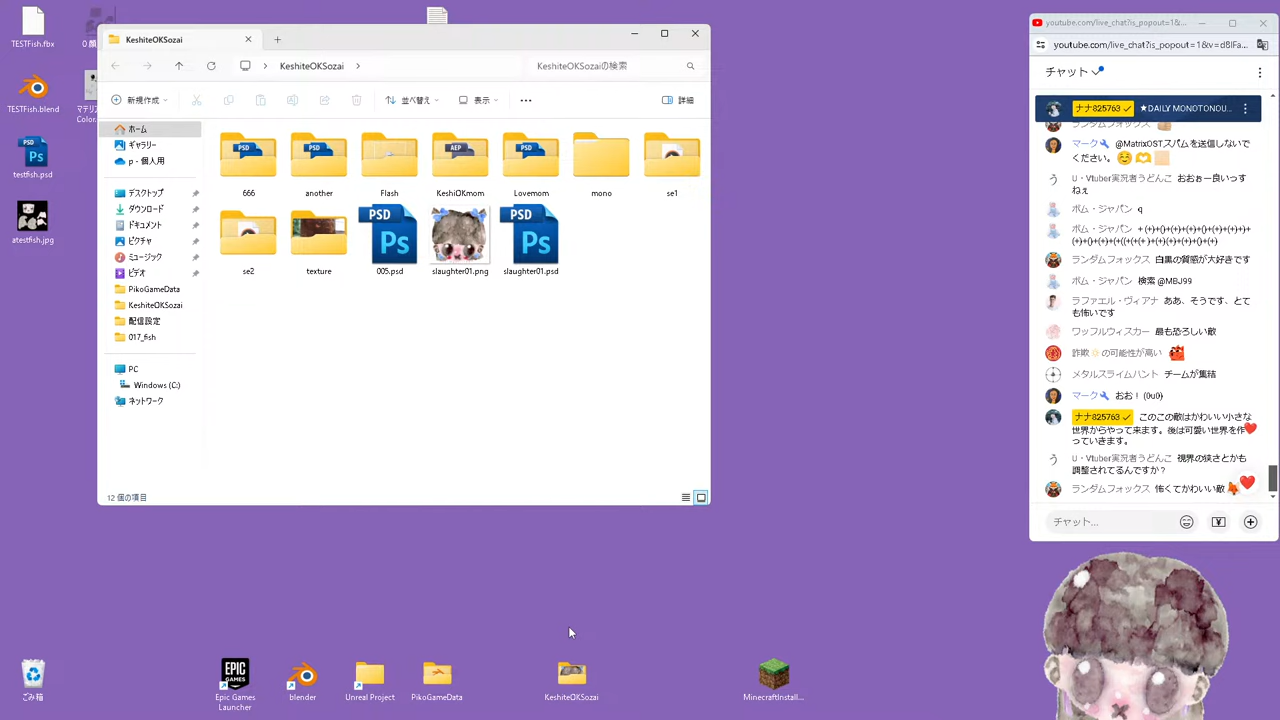 TESTFish.fbx
TESTFish.blend
testfish.psd
atestfish.jpg
KeshiteOKSozai
KeshiteOKSozai
KeshiteOKSozaiの検索
新規作成
並べ替え
表示
詳細
ホーム
ギャラリー
p - 個人用
デスクトップ
ダウンロード
ドキュメント
ピクチャ
ミュージック
ビデオ
PikoGameData
KeshiteOKSozai
配信設定
017_fish
PC
Windows (C:)
ネットワーク
666
another
Flash
KeshiOKmom
Lovemom
mono
se1
se2
texture
005.psd
slaughter01.png
slaughter01.psd
12 個の項目
youtube.com/live_chat?is_popout=1&...
youtube.com/live_chat?is_popout=1&v=d8lFa...
チャット
ナナ825763 ★DAILY MONOTONOU...
ランダムフォックス
マーク @MatrixOSTスパムを送信しないで
ください。
U・Vtuber実況者うどんこ おおぉー良いっす
ねぇ
ボム・ジャパン q
ボム・ジャパン
ランダムフォックス 白黒の質感が大好きです
ボム・ジャパン 検索 @MBJ99
ラファエル・ヴィアナ ああ、そうです、とて
も怖いです
ワッフルウィスカー 最も恐ろしい敵
詐欺の可能性が高い
メタルスライムハント チームが集結
マーク おお！ (0u0)
ナナ825763 このこの敵はかわいい小さな
世界からやって来ます。後は可愛い世界を作
っていきます。
U・Vtuber実況者うどんこ 視界の狭さとかも
調整されてるんですか？
ランダムフォックス 怖くてかわいい敵
チャット...
ごみ箱
Epic Games
Launcher
blender
Unreal Project
PikoGameData
KeshiteOKSozai
MinecraftInstall...